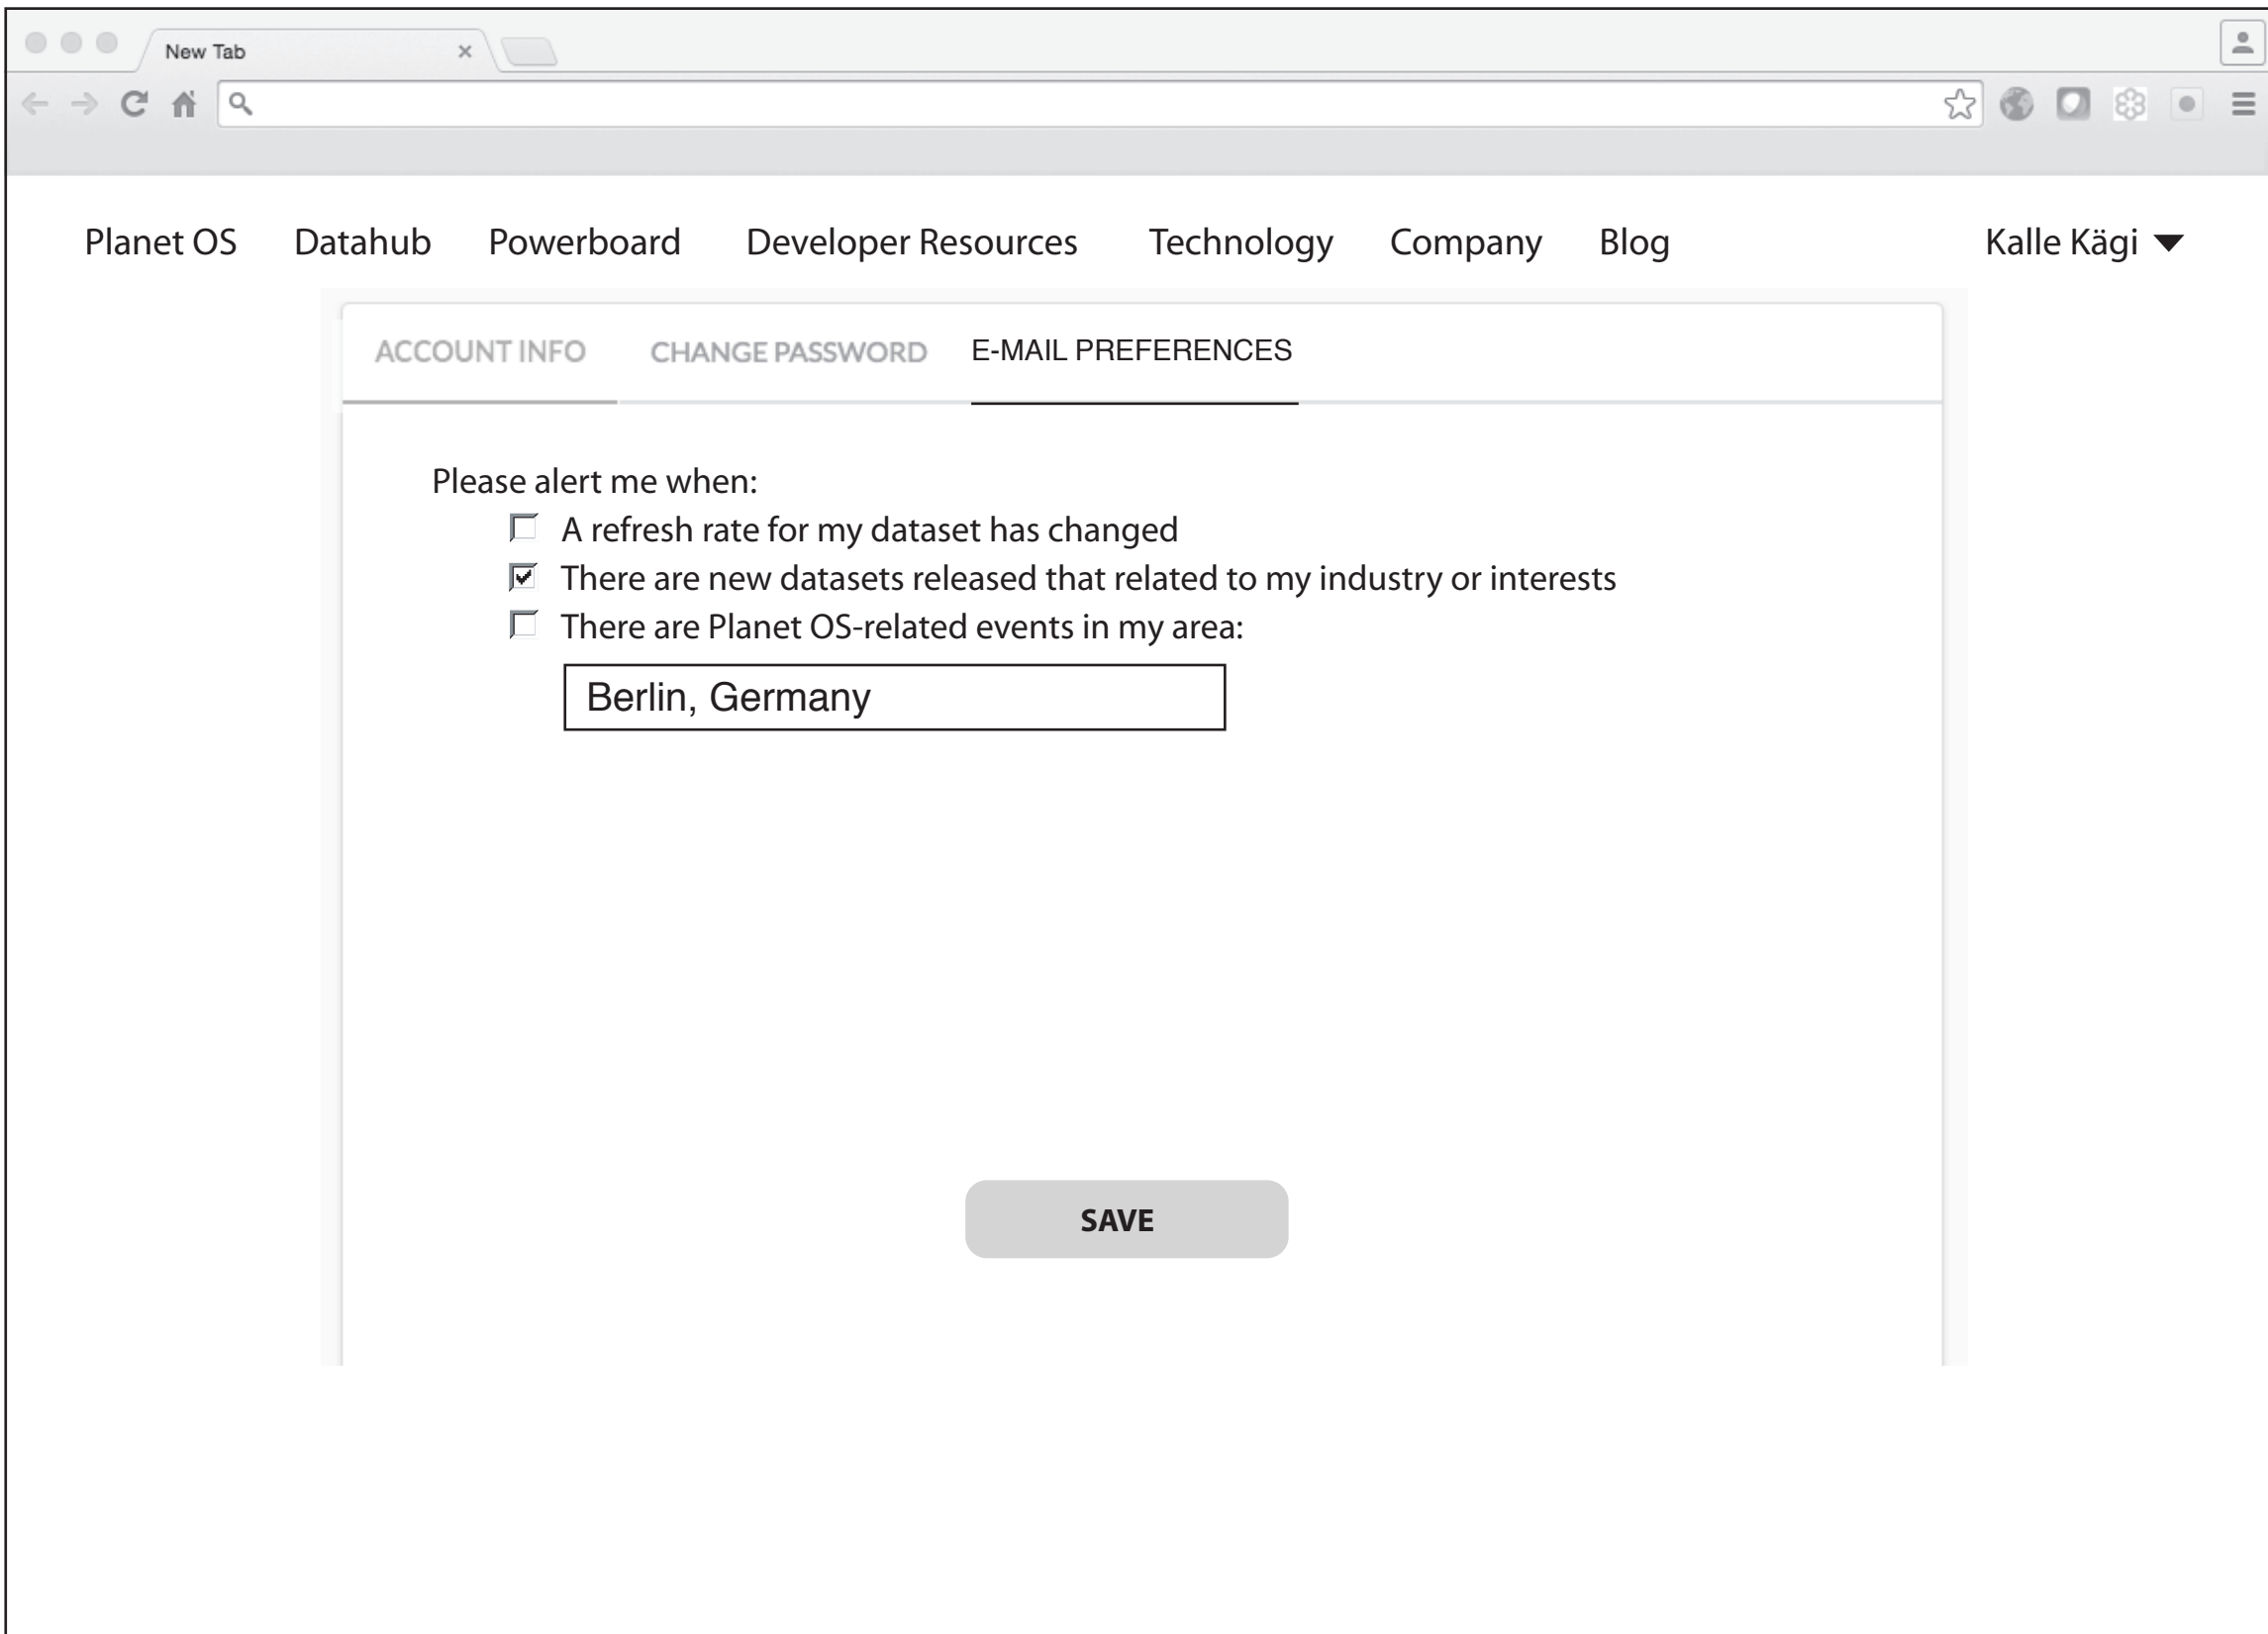 New Tab
Planet OS Datahub Powerboard Developer Resources Technology Company Blog Kalle Kägi
ACCOUNT INFO CHANGE PASSWORD E-MAIL PREFERENCES
Please alert me when:
A refresh rate for my dataset has changed
There are new datasets released that related to my industry or interests
There are Planet OS-related events in my area:
Berlin, Germany
SAVE